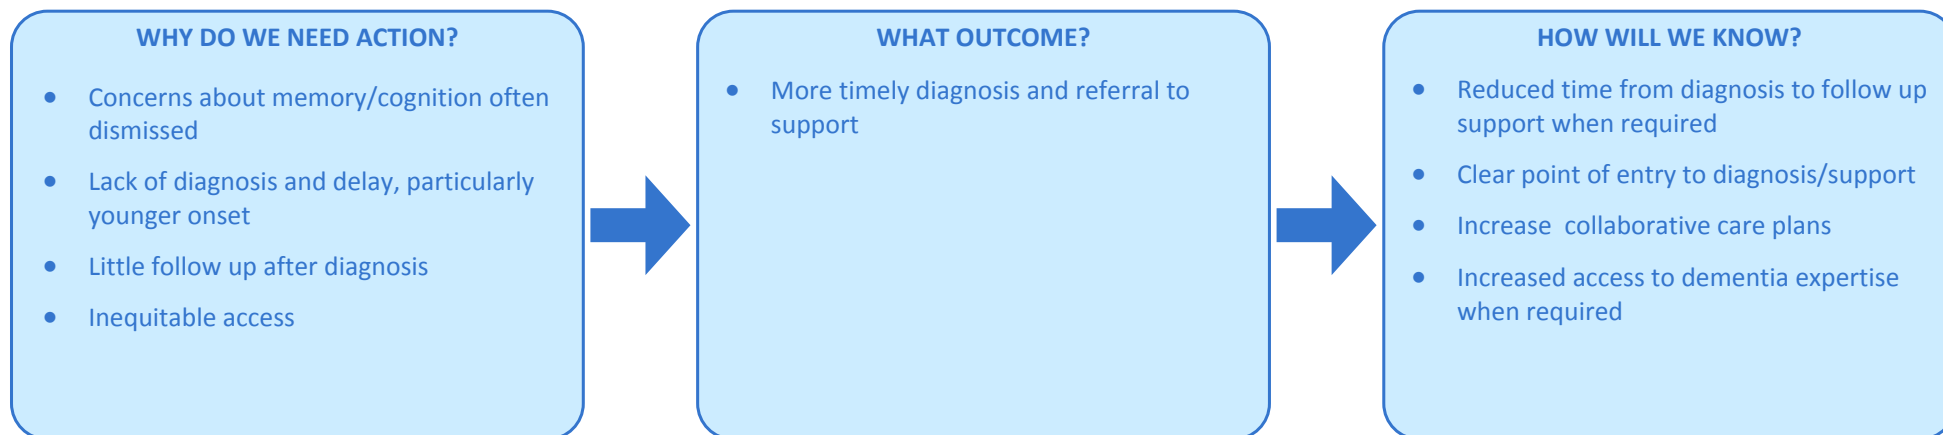 WHY DO WE NEED ACTION?
• Concerns about memory/cognition often
dismissed
• Lack of diagnosis and delay, particularly
younger onset
• Little follow up after diagnosis
• Inequitable access
WHAT OUTCOME?
• More timely diagnosis and referral to
support
HOW WILL WE KNOW?
• Reduced time from diagnosis to follow up
support when required
• Clear point of entry to diagnosis/support
• Increase  collaborative care plans
• Increased access to dementia expertise
when required